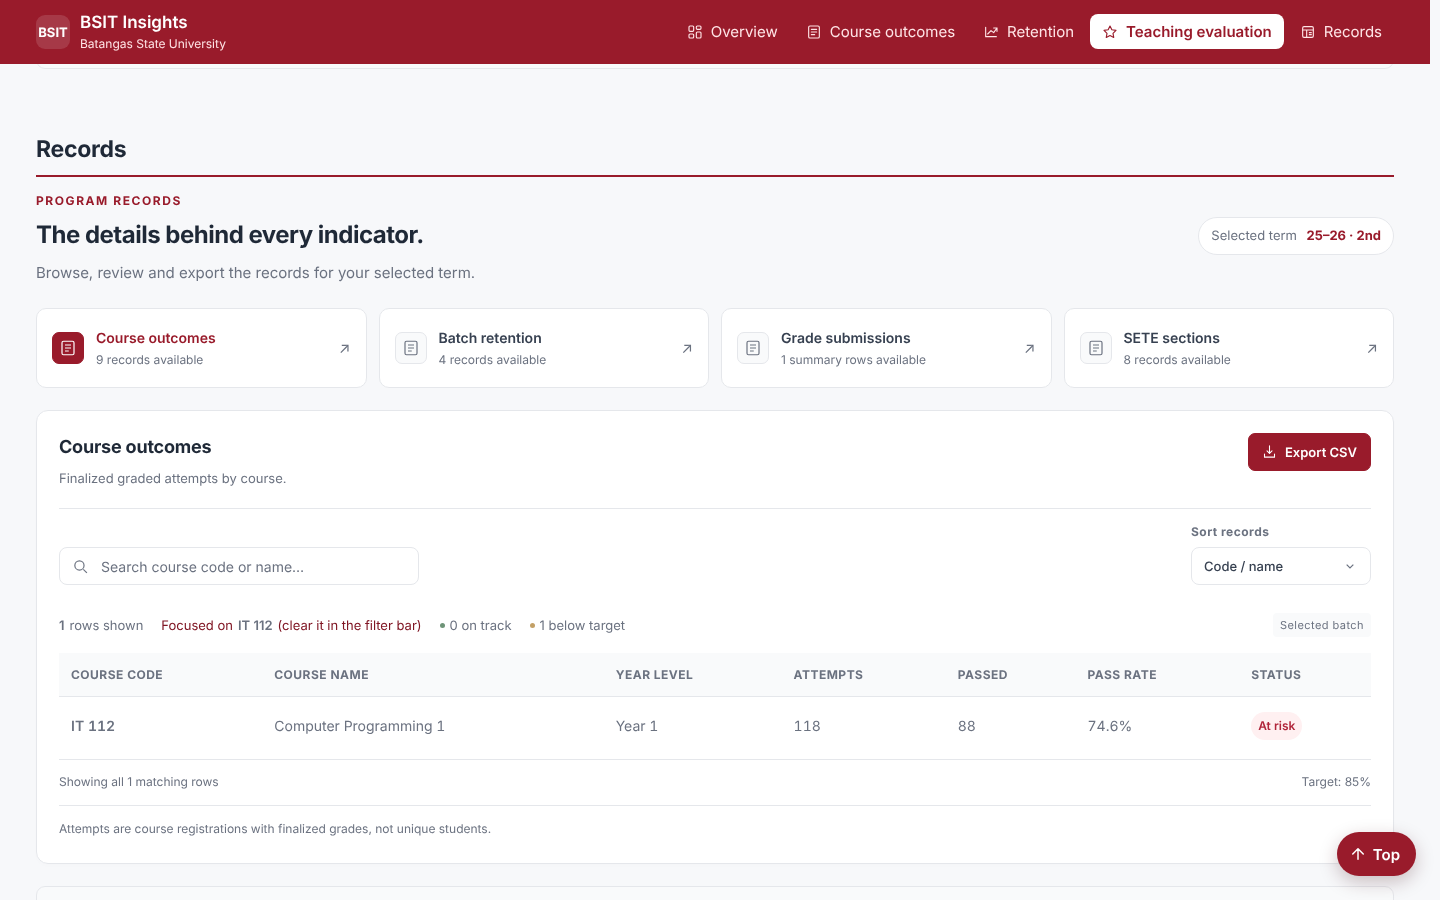 BSIT
BSIT Insights
Batangas State University
Overview
Course outcomes
Retention
Teaching evaluation
Records
Records
PROGRAM RECORDS
The details behind every indicator.
Browse, review and export the records for your selected term.
Selected term 25–26 · 2nd
Course outcomes
9 records available
Batch retention
4 records available
Grade submissions
1 summary rows available
SETE sections
8 records available
Course outcomes
Finalized graded attempts by course.
Export CSV
Sort records
Search course code or name...
Code / name
1 rows shown Focused on IT 112 (clear it in the filter bar) • 0 on track • 1 below target
Selected batch
COURSE CODE COURSE NAME YEAR LEVEL ATTEMPTS PASSED PASS RATE STATUS
IT 112 Computer Programming 1 Year 1 118 88 74.6% At risk
Showing all 1 matching rows
Target: 85%
Attempts are course registrations with finalized grades, not unique students.
Top